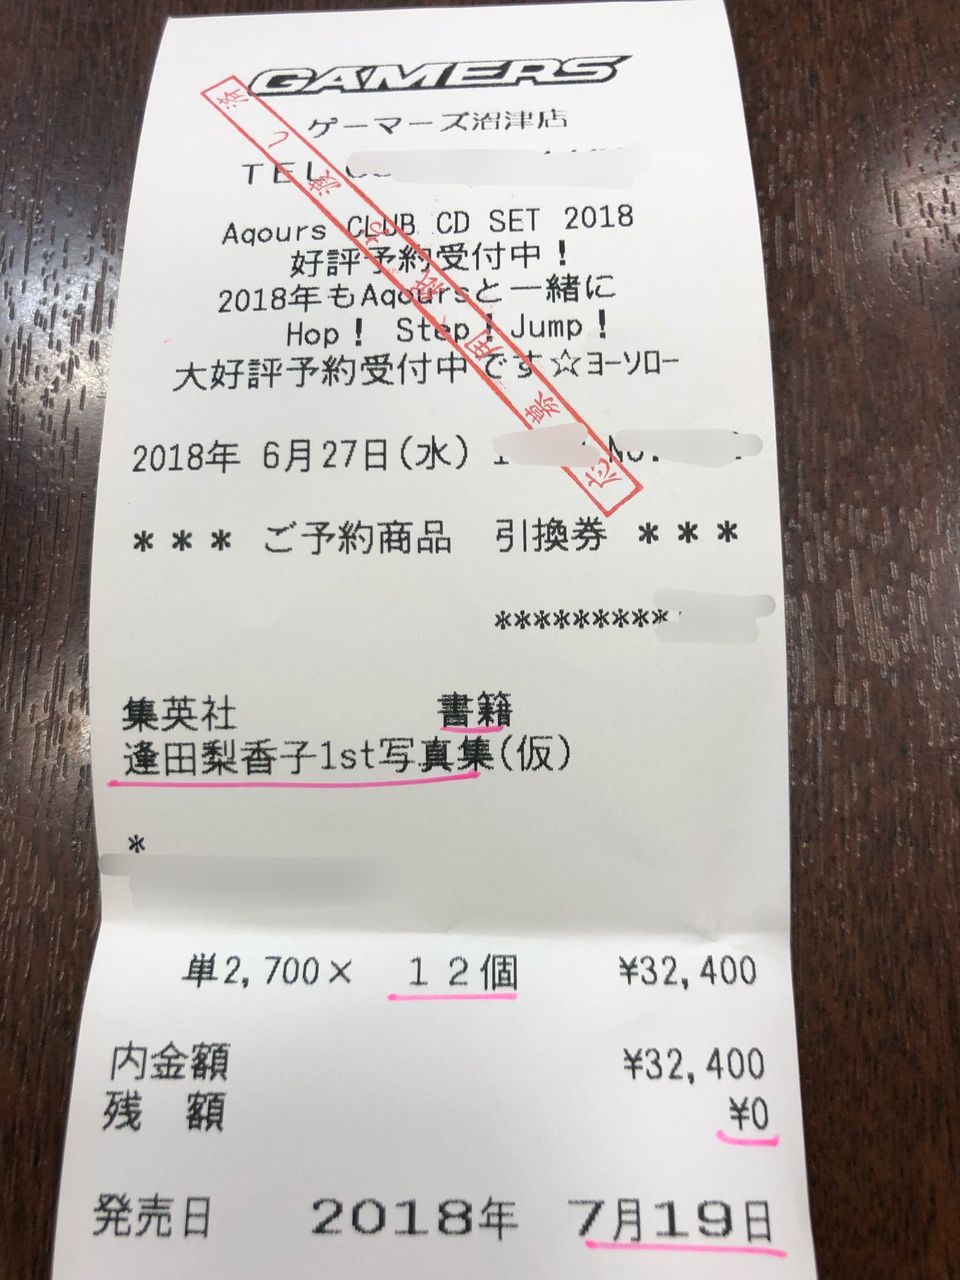 GAMERS
ゲーマーズ沼津店
TEL
Aqours CLUB CD SET 2018
好評予約受付中！
2018年もAqoursと一緒に
Hop！ Step！Jump！
大好評予約受付中です☆ﾖｰｿﾛｰ
2018年 6月27日(水)
＊＊＊ ご予約商品 引換券 ＊＊＊
*********
集英社 書籍
逢田梨香子1st写真集(仮)
*
単2,700× １２個 ¥32,400
内金額 ¥32,400
残 額 ¥0
発売日 2018年 7月19日